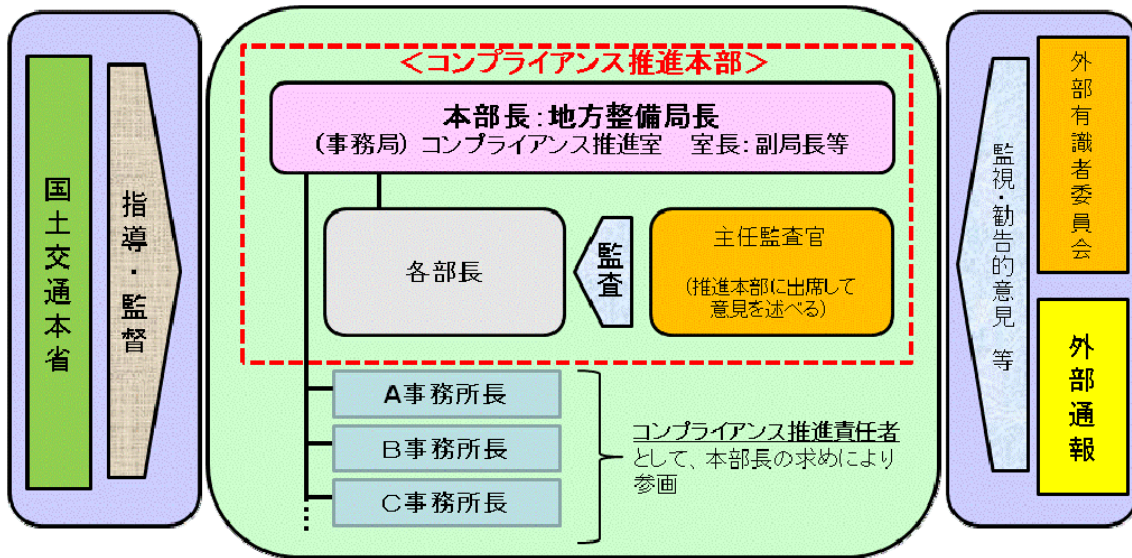 国土交通本省
指導・監督
＜コンプライアンス推進本部＞
本部長：地方整備局長
(事務局) コンプライアンス推進室　室長：副局長等
各部長
監査
主任監査官
(推進本部に出席して
意見を述べる)
A事務所長
B事務所長
C事務所長
コンプライアンス推進責任者
として、本部長の求めにより
参画
監視・勧告的意見 等
外部有識者委員会
外部通報